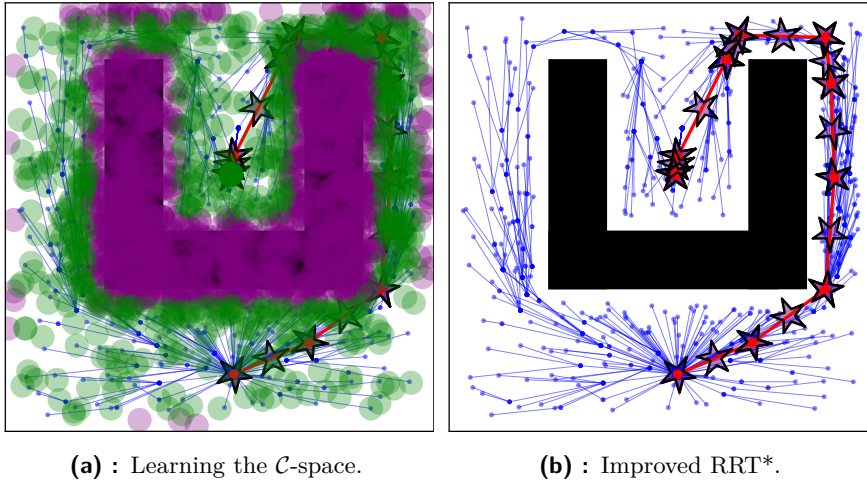 (a) : Learning the C-space.
(b) : Improved RRT*.